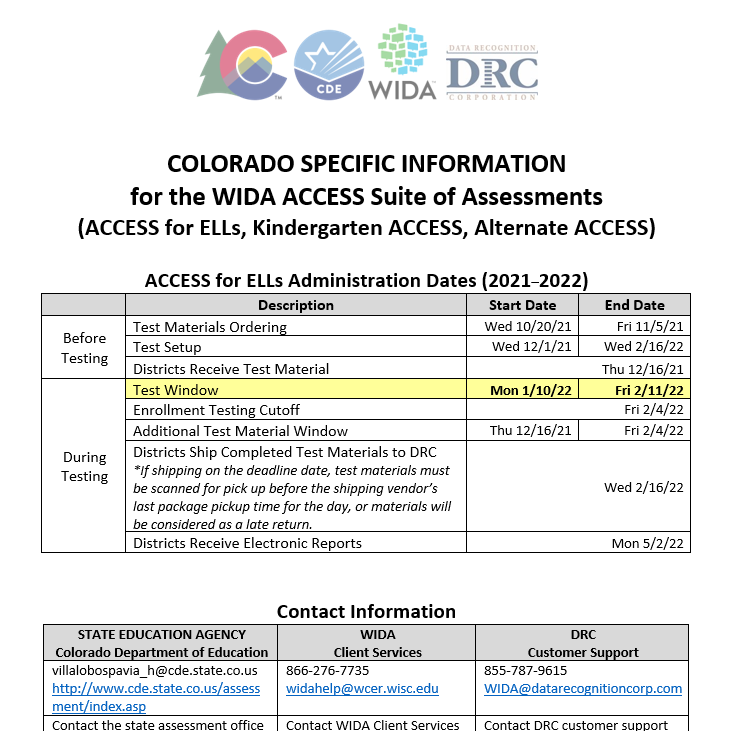 CDE
WIDA™
DATA RECOGNITION
DRC
CORPORATION
COLORADO SPECIFIC INFORMATION
for the WIDA ACCESS Suite of Assessments
(ACCESS for ELLs, Kindergarten ACCESS, Alternate ACCESS)
ACCESS for ELLs Administration Dates (2021–2022)
Description Start Date End Date
Before
Testing
Test Materials Ordering Wed 10/20/21 Fri 11/5/21
Test Setup Wed 12/1/21 Wed 2/16/22
Districts Receive Test Material Thu 12/16/21
During
Testing
Test Window Mon 1/10/22 Fri 2/11/22
Enrollment Testing Cutoff Fri 2/4/22
Additional Test Material Window Thu 12/16/21 Fri 2/4/22
Districts Ship Completed Test Materials to DRC
*If shipping on the deadline date, test materials must
be scanned for pick up before the shipping vendor’s
last package pickup time for the day, or materials will
be considered as a late return.
Wed 2/16/22
Districts Receive Electronic Reports Mon 5/2/22
Contact Information
STATE EDUCATION AGENCY WIDA DRC
Colorado Department of Education Client Services Customer Support
villalobospavia_h@cde.state.co.us 866-276-7735 855-787-9615
http://www.cde.state.co.us/assess widahelp@wcer.wisc.edu WIDA@datarecognitioncorp.com
ment/index.asp
Contact the state assessment office Contact WIDA Client Services Contact DRC customer support